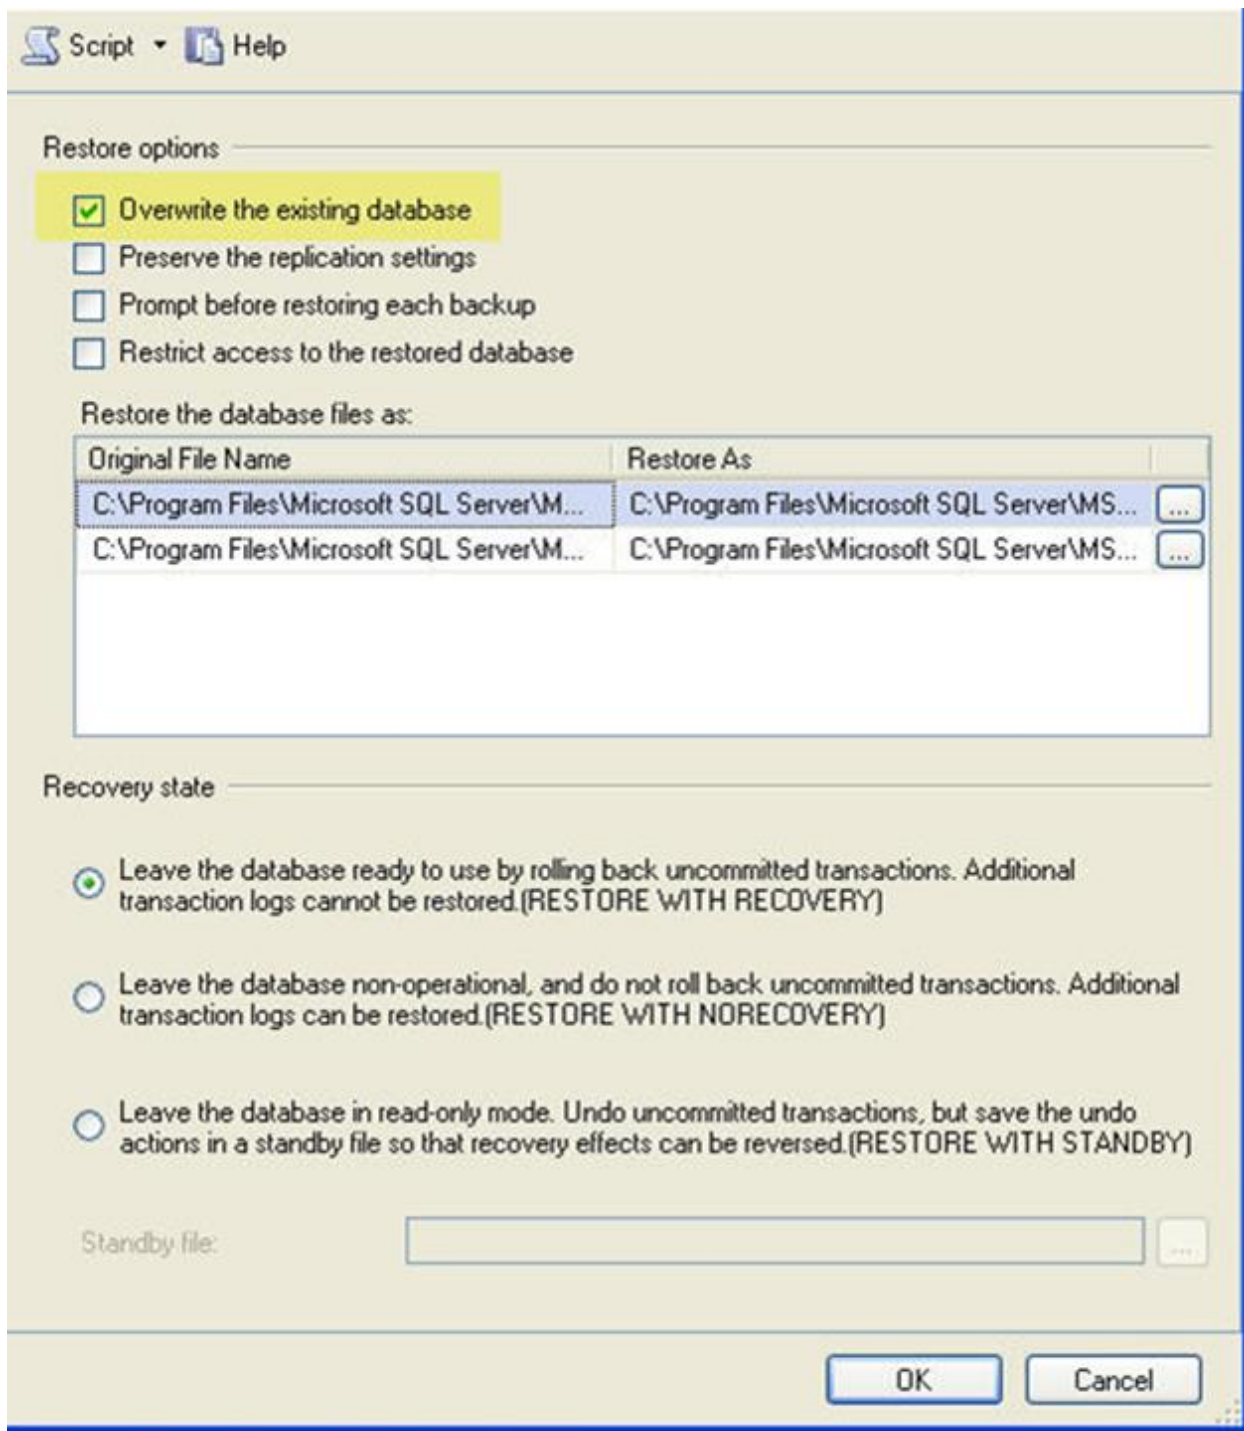 Script Help
Restore options
Overwrite the existing database
Preserve the replication settings
Prompt before restoring each backup
Restrict access to the restored database
Restore the database files as:
Original File Name Restore As
C:\Program Files\Microsoft SQL Server\M... C:\Program Files\Microsoft SQL Server\MS... ...
C:\Program Files\Microsoft SQL Server\M... C:\Program Files\Microsoft SQL Server\MS... ...
Recovery state
Leave the database ready to use by rolling back uncommitted transactions. Additional
transaction logs cannot be restored.(RESTORE WITH RECOVERY)
Leave the database non-operational, and do not roll back uncommitted transactions. Additional
transaction logs can be restored.(RESTORE WITH NORECOVERY)
Leave the database in read-only mode. Undo uncommitted transactions, but save the undo
actions in a standby file so that recovery effects can be reversed.(RESTORE WITH STANDBY)
Standby file: ...
OK Cancel